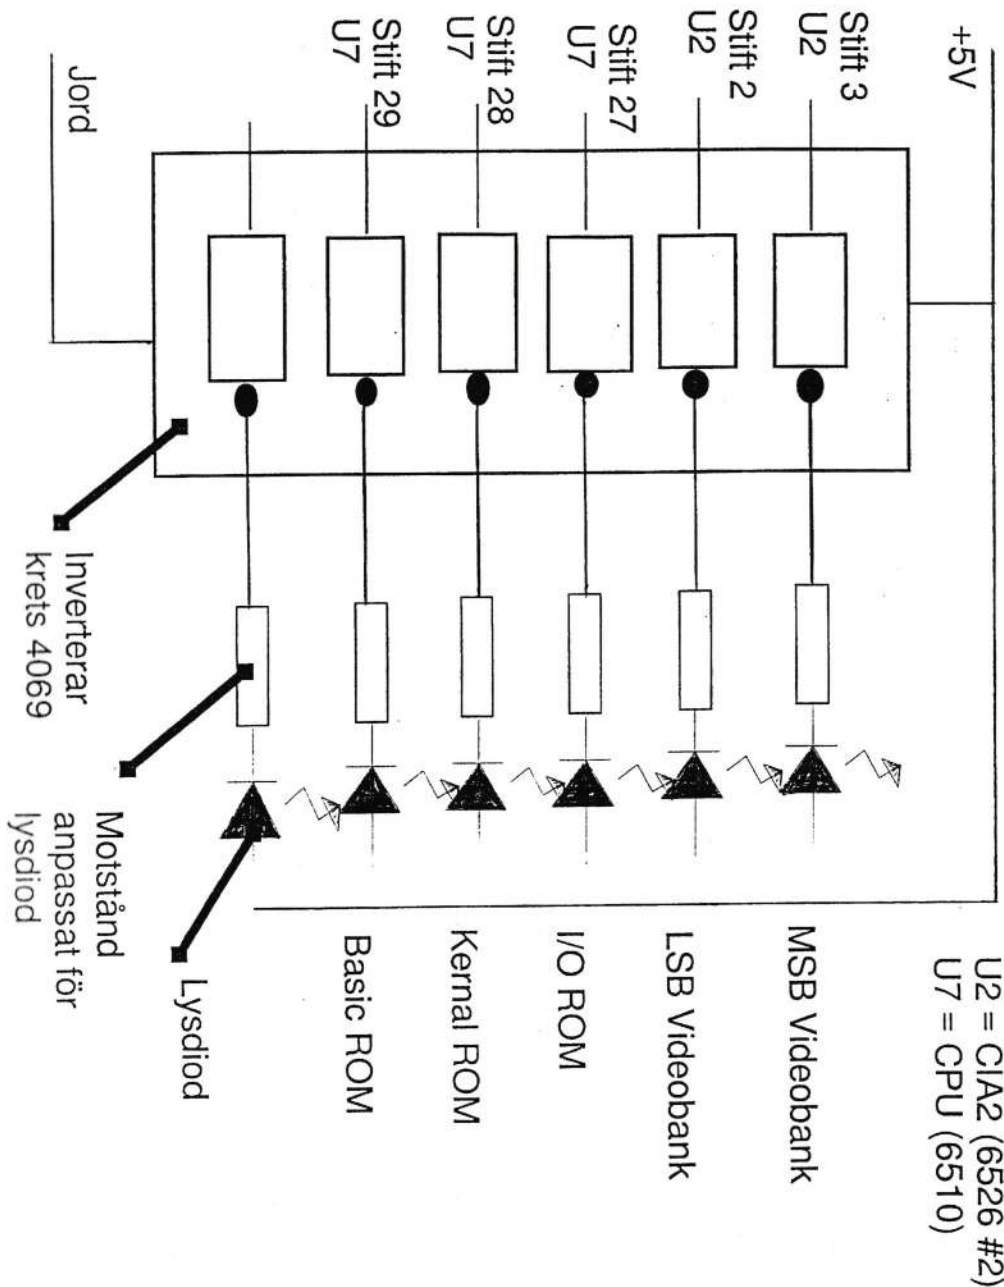 U2 = CIA2 (6526 #2)
U7 = CPU (6510)
+5V
Stift 3
U2
MSB Videobank
Stift 2
U2
LSB Videobank
Stift 27
U7
I/O ROM
Stift 28
U7
Kernal ROM
Stift 29
U7
Basic ROM
Lysdiod
Jord
Inverterar
krets 4069
Motstånd
anpassat för
lysdiod